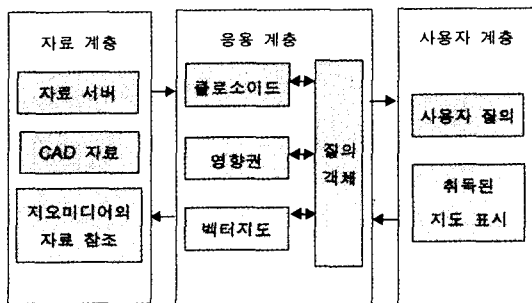 자료 계층
자료 서버
CAD 자료
지오미디어의
자료 참조
응용 계층
클로소이드
영향권
벡터지도
질의
객체
사용자 계층
사용자 질의
취득된
지도 표시